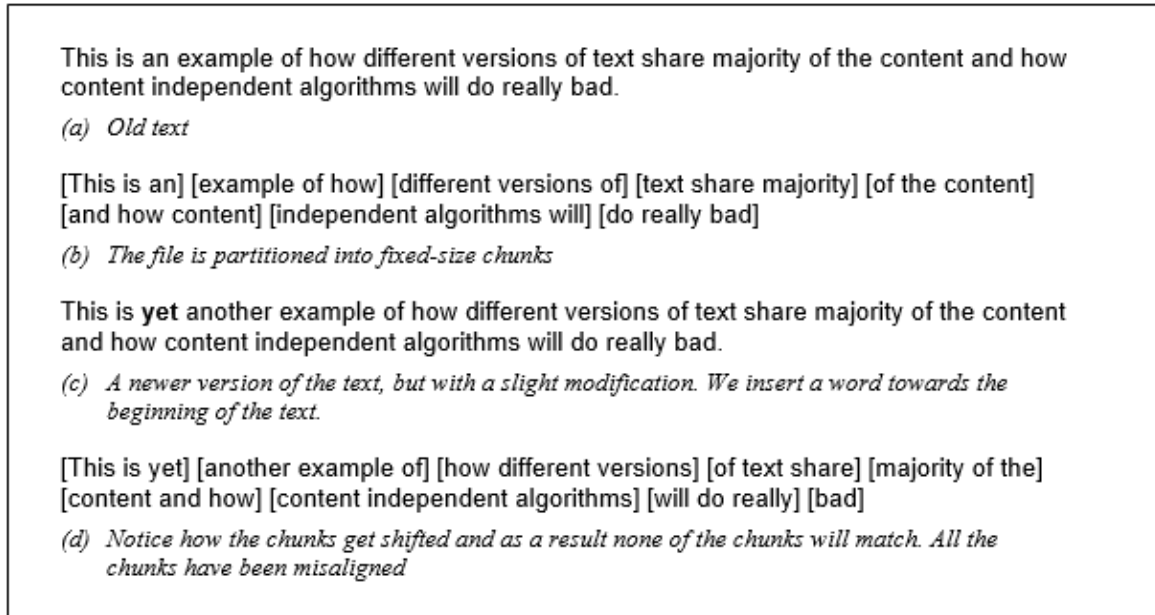 This is an example of how different versions of text share majority of the content and how
content independent algorithms will do really bad.
(a) Old text
[This is an] [example of how] [different versions of] [text share majority] [of the content]
[and how content] [independent algorithms will] [do really bad]
(b) The file is partitioned into fixed-size chunks
This is yet another example of how different versions of text share majority of the content
and how content independent algorithms will do really bad.
(c) A newer version of the text, but with a slight modification. We insert a word towards the
beginning of the text.
[This is yet] [another example of] [how different versions] [of text share] [majority of the]
[content and how] [content independent algorithms] [will do really] [bad]
(d) Notice how the chunks get shifted and as a result none of the chunks will match. All the
chunks have been misaligned